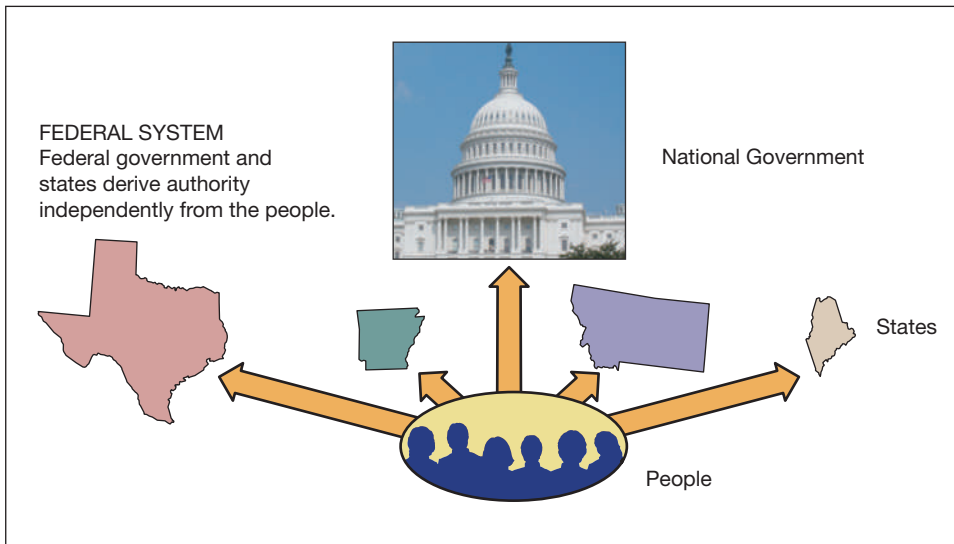 FEDERAL SYSTEM
Federal government and
states derive authority
independently from the people.
National Government
States
People